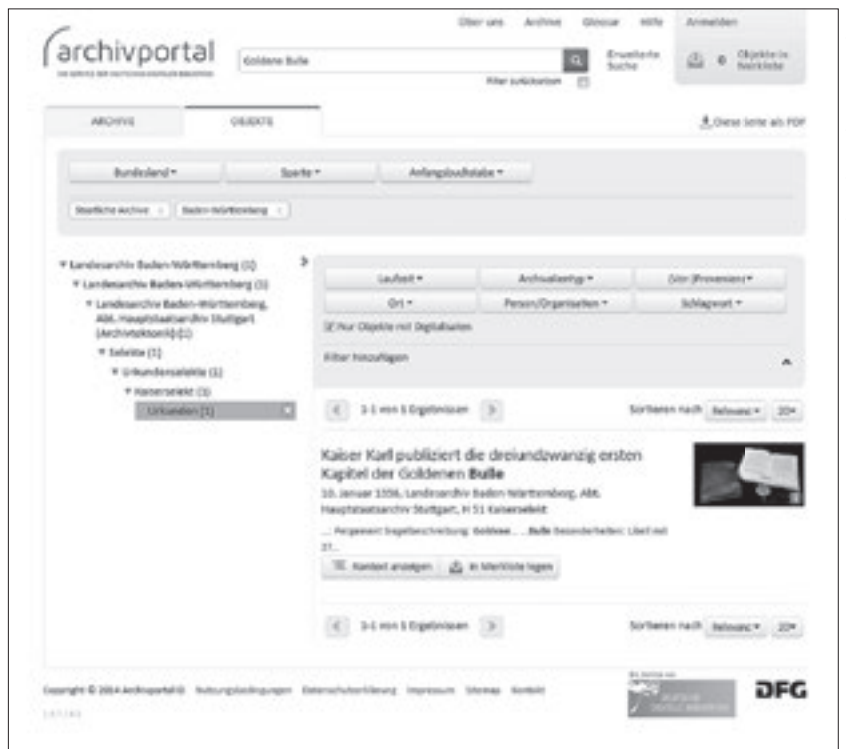 Über uns Archive Glossar Hilfe Anmelden
archivportal
Goldene Bulle
Erweiterte Suche
0 Objekte in Merkliste
Filter zurücksetzen
ARCHIVE
OBJEKTE
Diese Seite als PDF
Bundesland
Sparte
Anfangsbuchstabe
Staatliche Archive
Baden-Württemberg
Landesarchiv Baden-Württemberg (1)
Landesarchiv Baden-Württemberg (1)
Landesarchiv Baden-Württemberg,
Abt. Hauptstaatsarchiv Stuttgart
(Archivtektonik) (1)
Selekte (1)
Urkundenselekte (1)
Kaiserselekt (1)
Urkunden (1)
Laufzeit
Archivalientyp
(Vor-)Provenienz
Ort
Person/Organisation
Schlagwort
Nur Objekte mit Digitalisaten
Filter hinzufügen
1-1 von 1 Ergebnissen
Sortieren nach Relevanz 20
Kaiser Karl publiziert die dreiundzwanzig ersten
Kapitel der Goldenen Bulle
10. Januar 1356, Landesarchiv Baden-Württemberg, Abt.
Hauptstaatsarchiv Stuttgart, H 51 Kaiserselekt
... Pergament Siegelbeschreibung: Goldene ... ...Bulle Besonderheiten: Libell mit
Kontext anzeigen
In Merkliste legen
1-1 von 1 Ergebnissen
Sortieren nach Relevanz 20
Copyright © 2014 Archivportal-D Nutzungsbedingungen Datenschutzerklärung Impressum Sitemap Kontakt
DFG